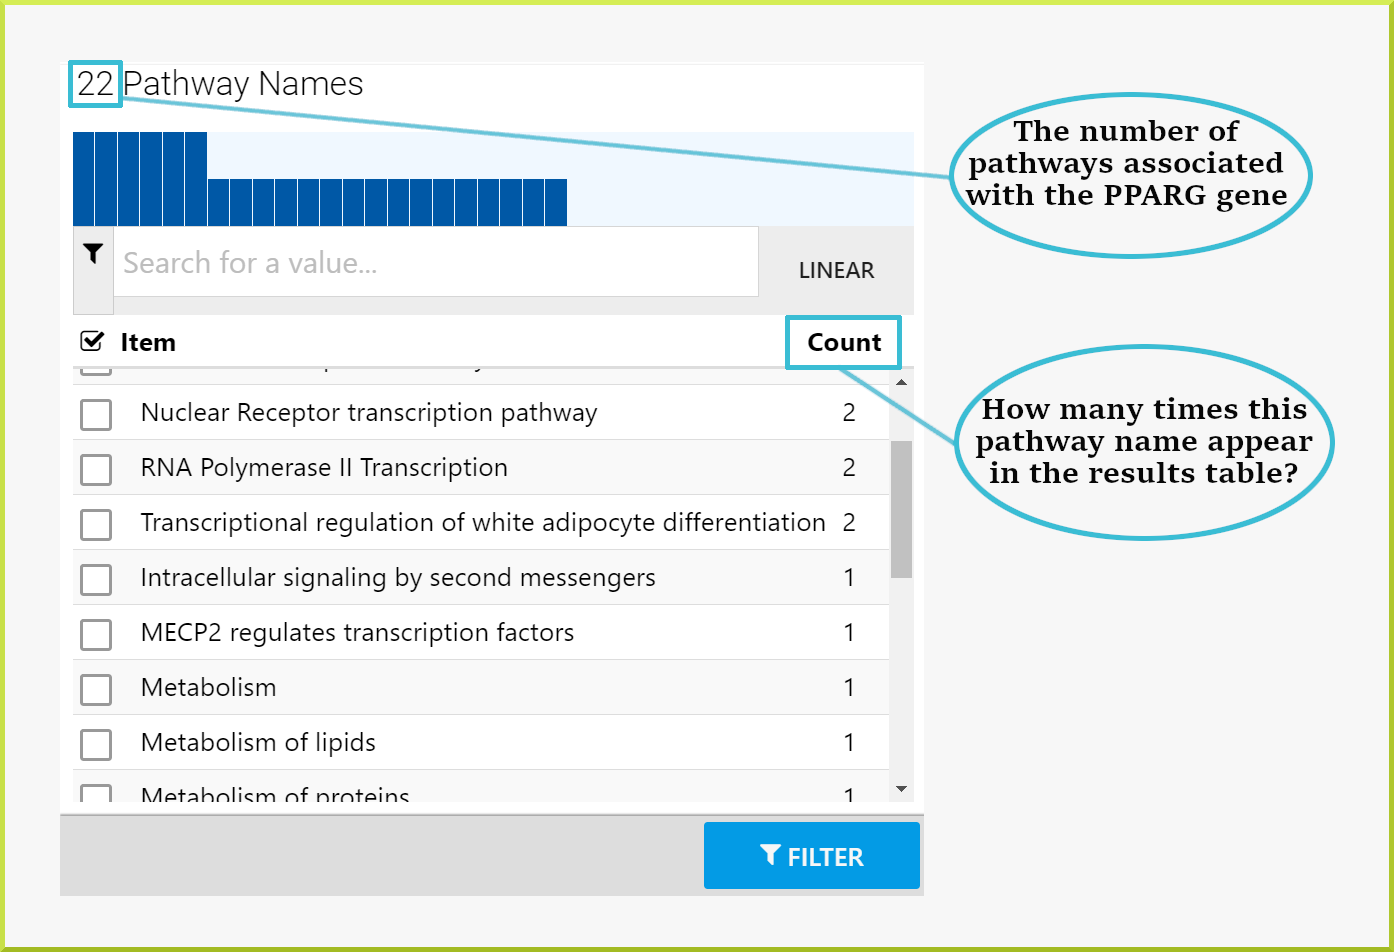 22 Pathway Names
The number of
pathways associated
with the PPARG gene
Search for a value...
LINEAR
Item Count
Nuclear Receptor transcription pathway 2
RNA Polymerase II Transcription 2
Transcriptional regulation of white adipocyte differentiation 2
Intracellular signaling by second messengers 1
MECP2 regulates transcription factors 1
Metabolism 1
Metabolism of lipids 1
Metabolism of proteins 1
How many times this
pathway name appear
in the results table?
FILTER